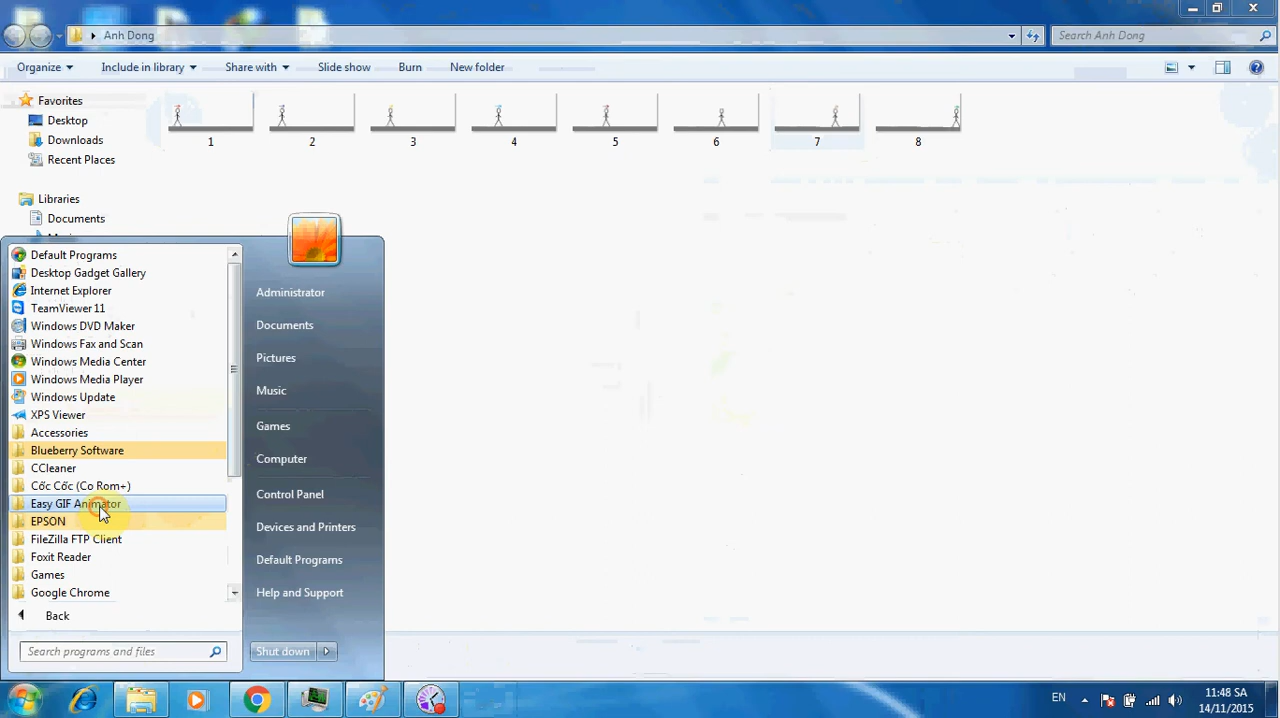 Anh Dong
Search Anh Dong
Organize
Include in library
Share with
Slide show
Burn
New folder
Favorites
Desktop
Downloads
Recent Places
Libraries
Documents
1
2
3
4
5
6
7
8
Default Programs
Desktop Gadget Gallery
Internet Explorer
TeamViewer 11
Windows DVD Maker
Windows Fax and Scan
Windows Media Center
Windows Media Player
Windows Update
XPS Viewer
Accessories
Blueberry Software
CCleaner
Cốc Cốc (Co Rom+)
Easy GIF Animator
EPSON
FileZilla FTP Client
Foxit Reader
Games
Google Chrome
Back
Search programs and files
Administrator
Documents
Pictures
Music
Games
Computer
Control Panel
Devices and Printers
Default Programs
Help and Support
Shut down
EN
11:48 SA
14/11/2015